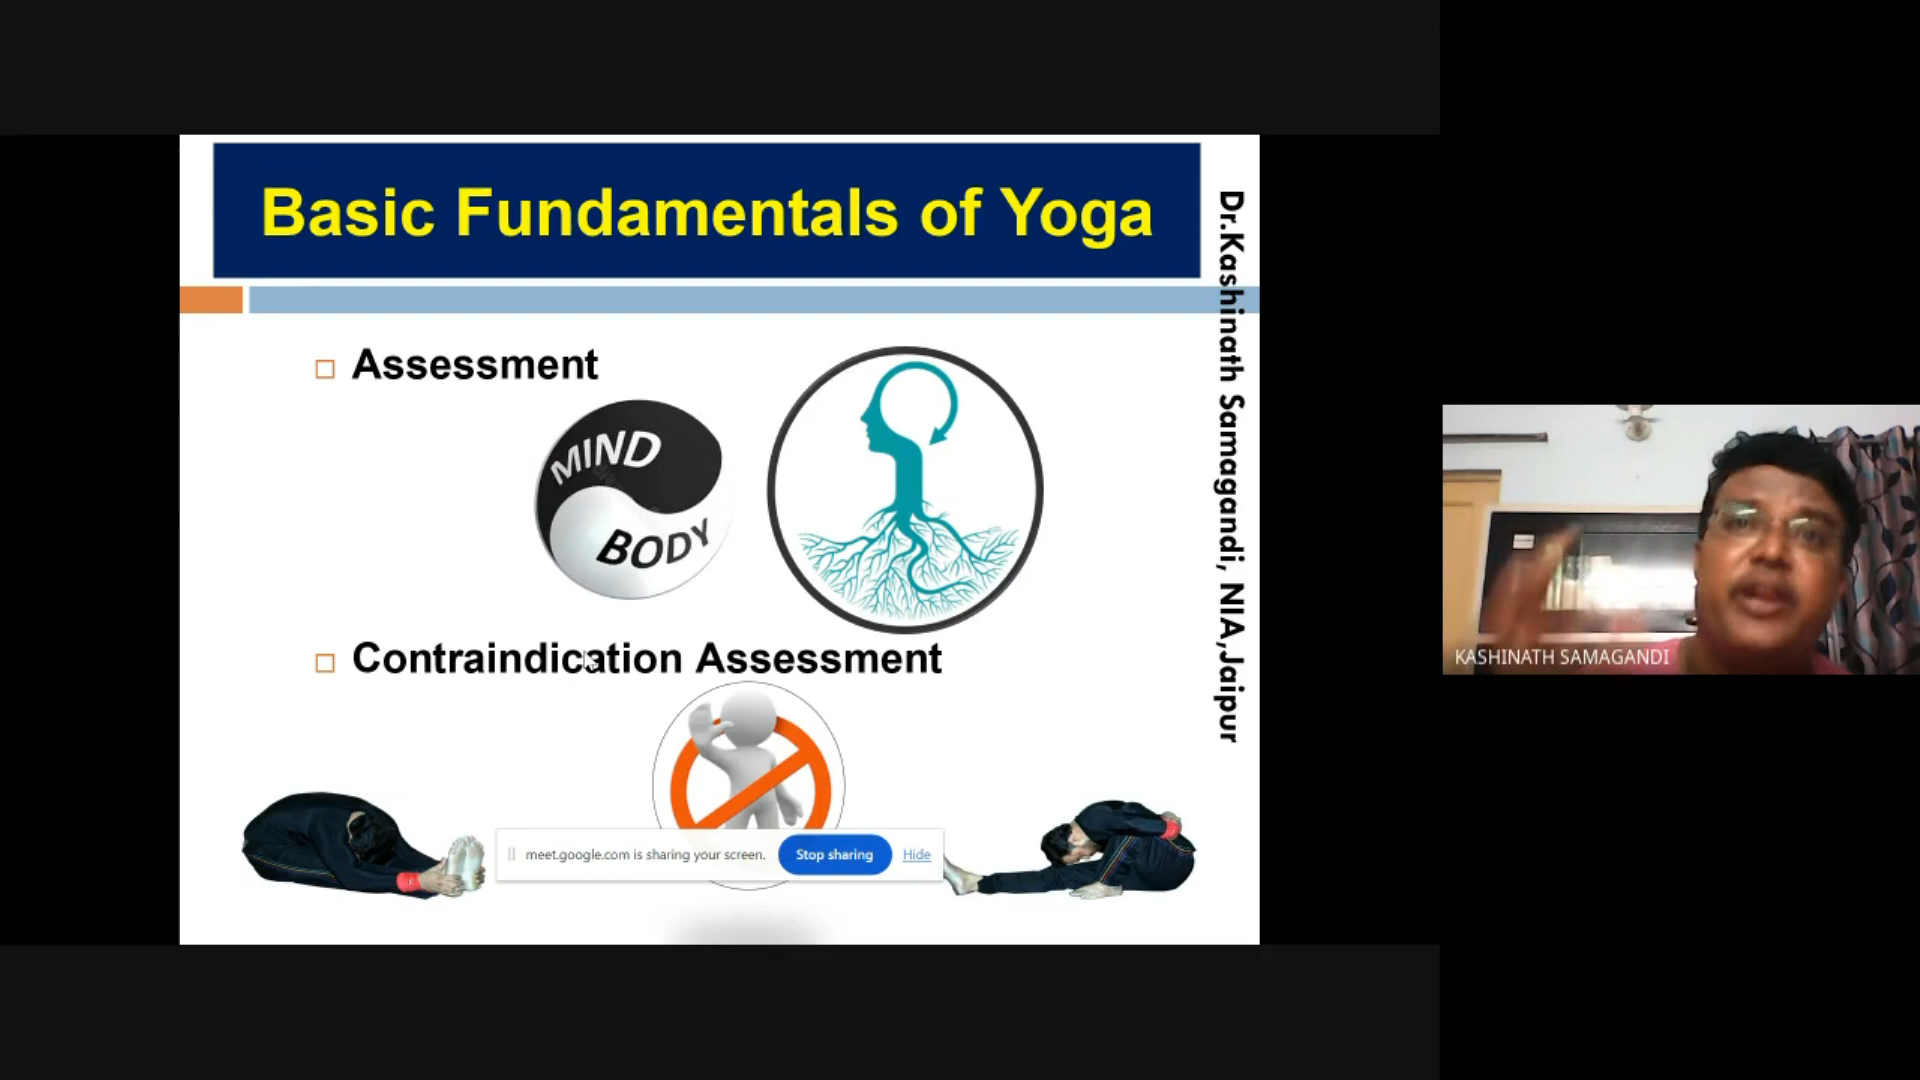 Basic Fundamentals of Yoga
Assessment
MIND
BODY
Contraindication Assessment
meet.google.com is sharing your screen.
Stop sharing
Hide
Dr.Kashinath Samagandi, NIA,Jaipur
KASHINATH SAMAGANDI